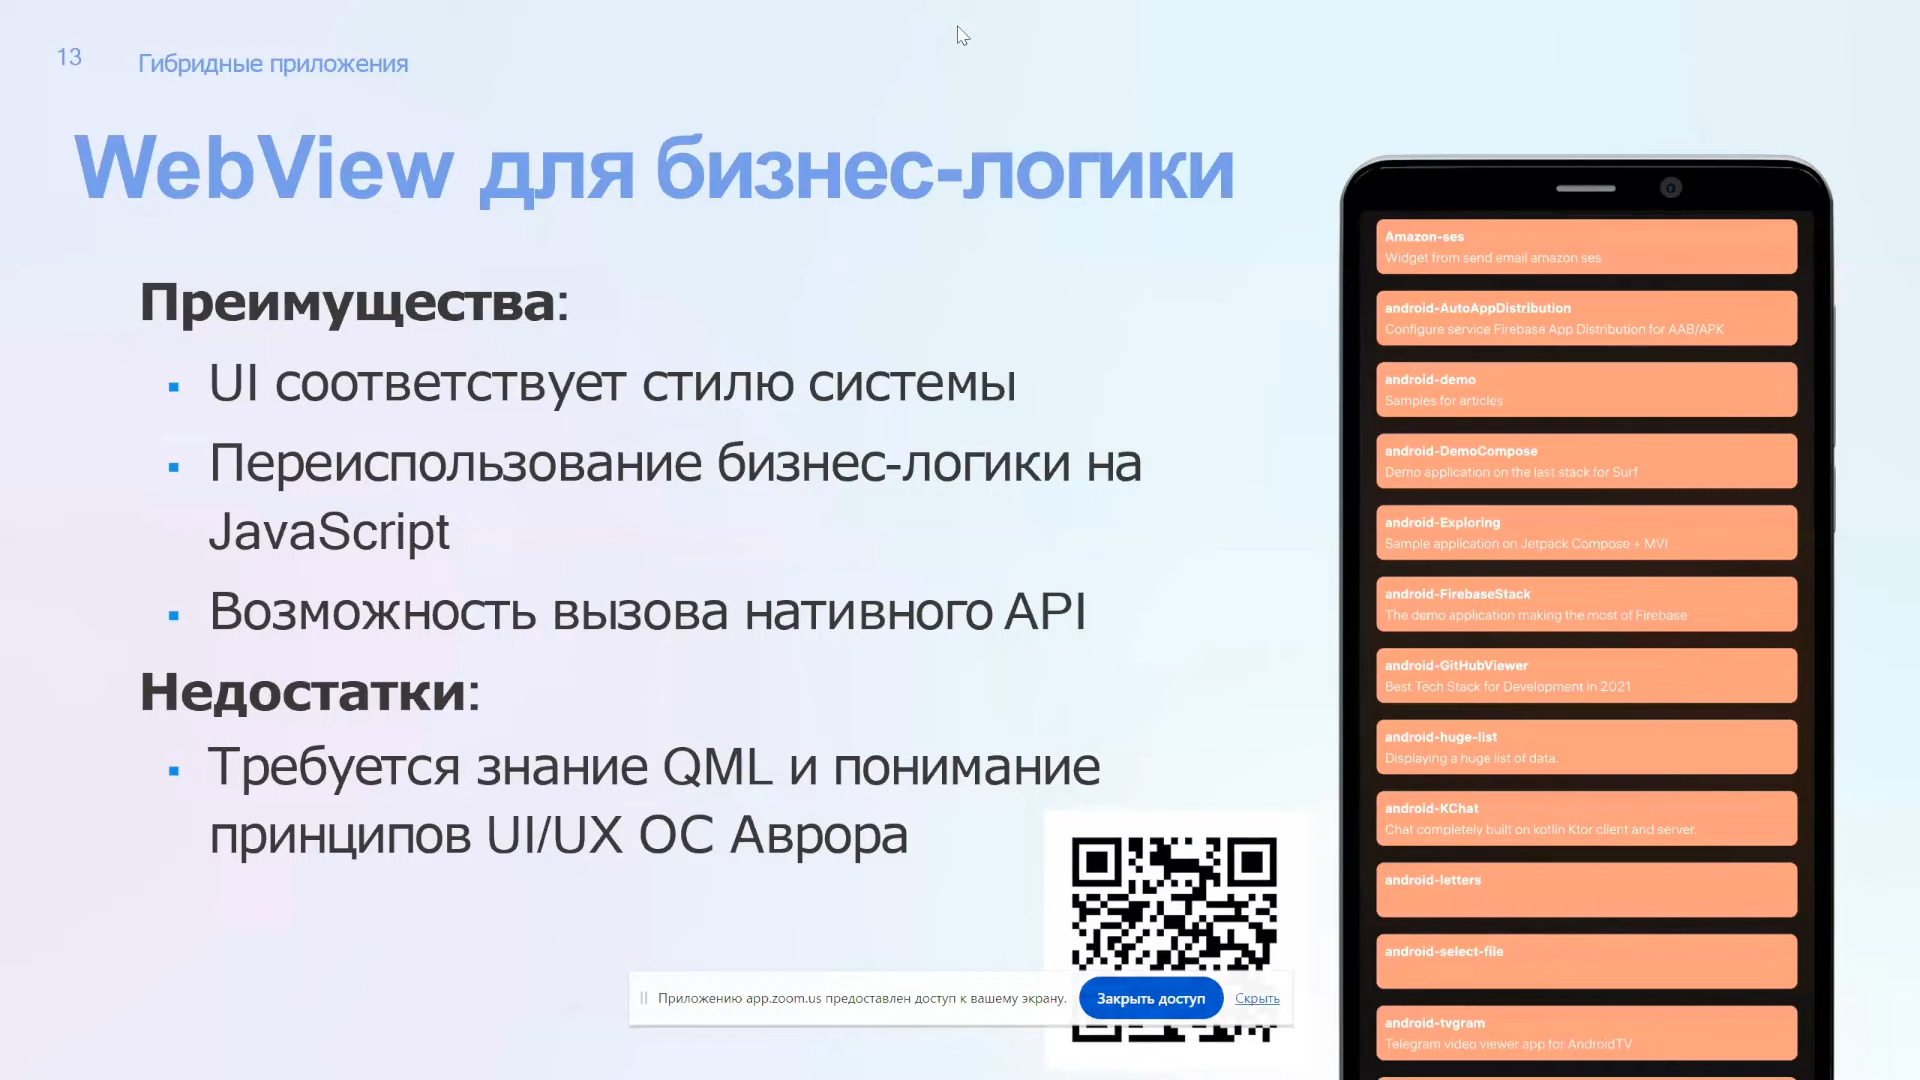 13
Гибридные приложения
WebView для бизнес-логики
Преимущества:
▪ UI соответствует стилю системы
▪ Переиспользование бизнес-логики на
JavaScript
▪ Возможность вызова нативного API
Недостатки:
▪ Требуется знание QML и понимание
принципов UI/UX ОС Аврора
Приложению app.zoom.us предоставлен доступ к вашему экрану.
Закрыть доступ
Скрыть
Amazon-ses
Widget from send email amazon ses
android-AutoAppDistribution
Configure service Firebase App Distribution for AAB/APK
android-demo
Samples for articles
android-DemoCompose
Demo application on the last stack for Surf
android-Exploring
Sample application on Jetpack Compose + MVI
android-FirebaseStack
The demo application making the most of Firebase
android-GitHubViewer
Best Tech Stack for Development in 2021
android-huge-list
Displaying a huge list of data.
android-KChat
Chat completely built on kotlin Ktor client and server.
android-letters
android-select-file
android-tvgram
Telegram video viewer app for AndroidTV